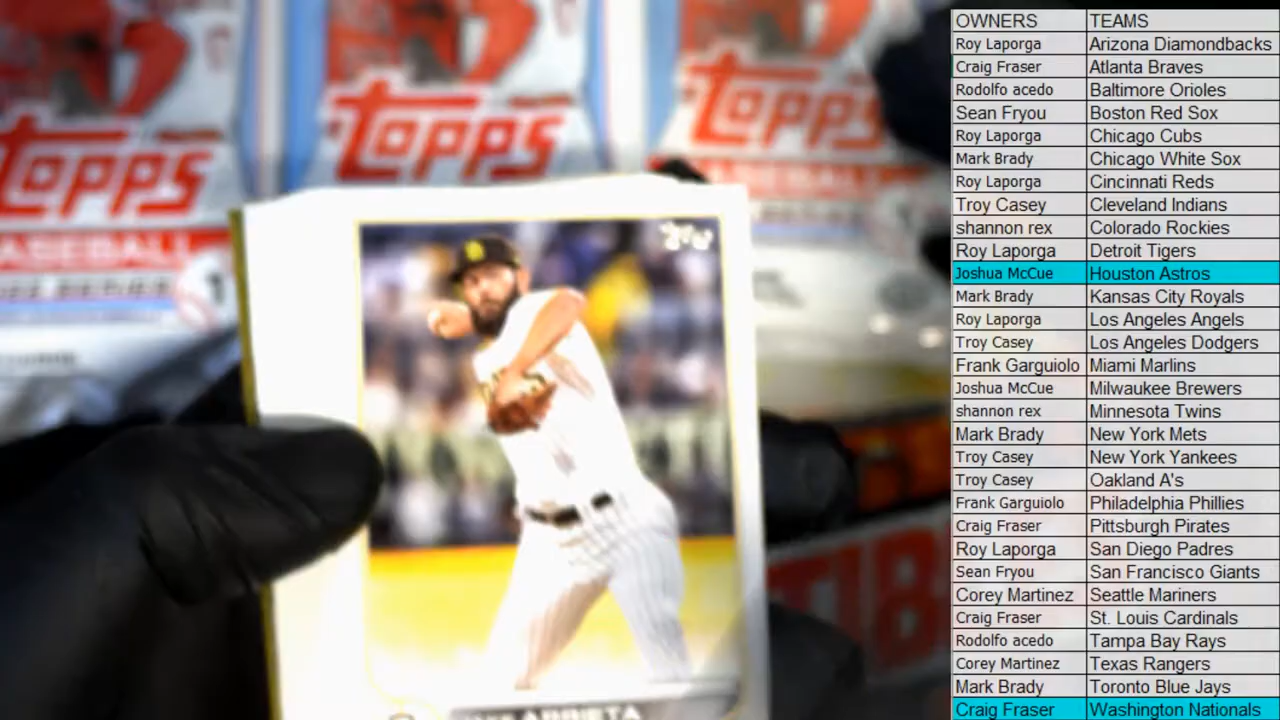 TOPPS
TOPPS
TOPPS
BASEBALL
ARRIETA
OWNERS TEAMS
Roy Laporga Arizona Diamondbacks
Craig Fraser Atlanta Braves
Rodolfo acedo Baltimore Orioles
Sean Fryou Boston Red Sox
Roy Laporga Chicago Cubs
Mark Brady Chicago White Sox
Roy Laporga Cincinnati Reds
Troy Casey Cleveland Indians
shannon rex Colorado Rockies
Roy Laporga Detroit Tigers
Joshua McCue Houston Astros
Mark Brady Kansas City Royals
Roy Laporga Los Angeles Angels
Troy Casey Los Angeles Dodgers
Frank Garguiolo Miami Marlins
Joshua McCue Milwaukee Brewers
shannon rex Minnesota Twins
Mark Brady New York Mets
Troy Casey New York Yankees
Troy Casey Oakland A's
Frank Garguiolo Philadelphia Phillies
Craig Fraser Pittsburgh Pirates
Roy Laporga San Diego Padres
Sean Fryou San Francisco Giants
Corey Martinez Seattle Mariners
Craig Fraser St. Louis Cardinals
Rodolfo acedo Tampa Bay Rays
Corey Martinez Texas Rangers
Mark Brady Toronto Blue Jays
Craig Fraser Washington Nationals